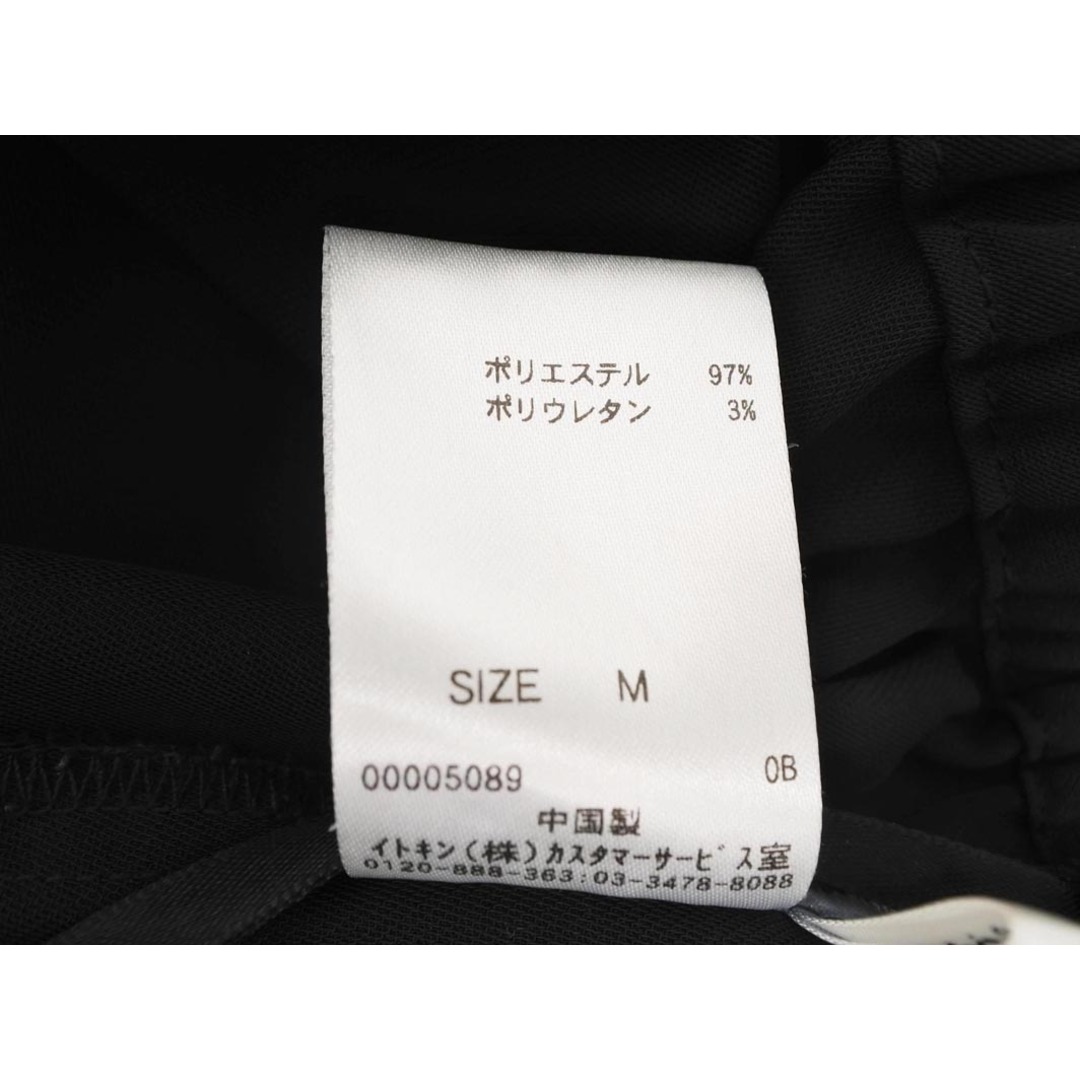 ポリエステル 97%
ポリウレタン 3%
SIZE M
00005089 0B
中国製
イトキン(株)カスタマーサービス室
0120-888-363:03-3478-8088